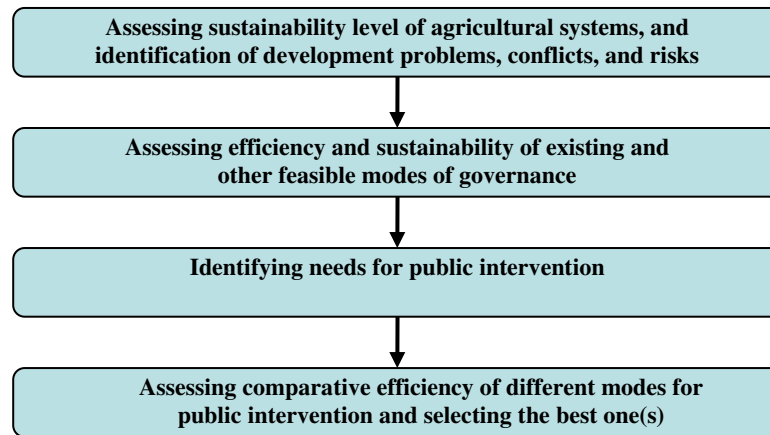 Assessing sustainability level of agricultural systems, and
identification of development problems, conflicts, and risks
Assessing efficiency and sustainability of existing and
other feasible modes of governance
Identifying needs for public intervention
Assessing comparative efficiency of different modes for
public intervention and selecting the best one(s)